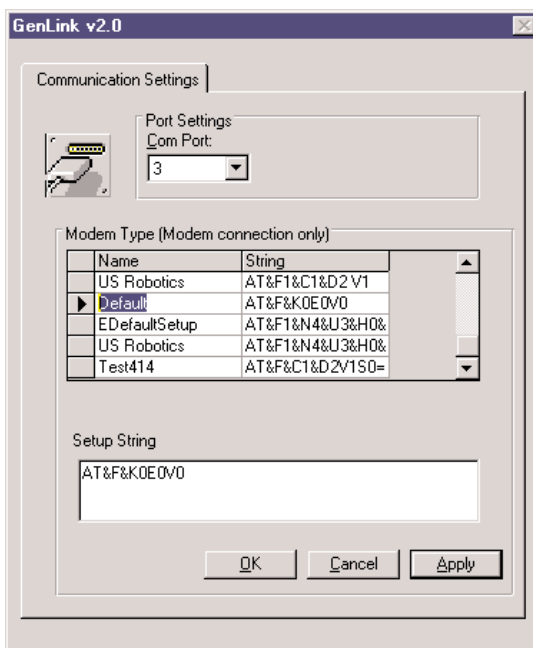 GenLink v2.0
Communication Settings
Port Settings
Com Port:
3
Modem Type (Modem connection only)
Name String
US Robotics AT&F1&C1&D2 V1
Default AT&F&K0E0V0
EDefaultSetup AT&F1&N4&U3&H0&
US Robotics AT&F1&N4&U3&H0&
Test414 AT&F&C1&D2V1S0=
Setup String
AT&F&K0E0V0
OK Cancel Apply